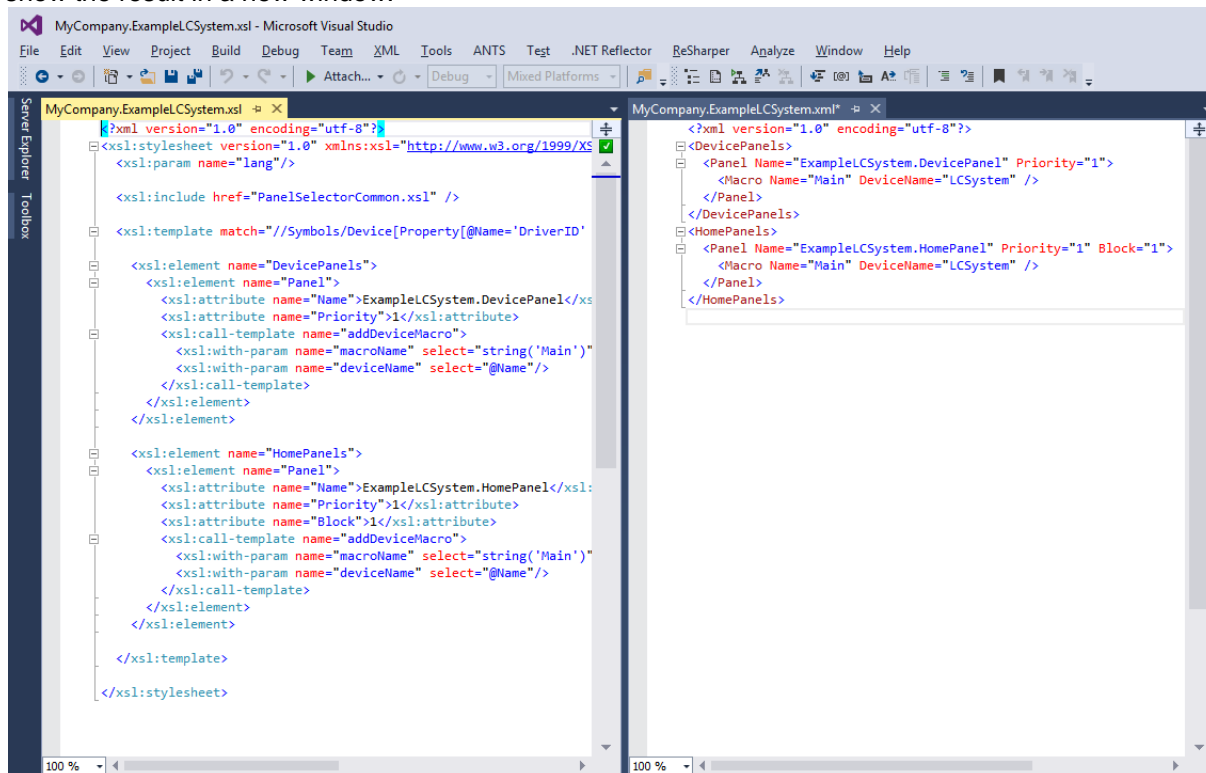 show the result in a new window.
MyCompany.ExampleLCSystem.xsl - Microsoft Visual Studio
File Edit View Project Build Debug Team XML Tools ANTS Test .NET Reflector ReSharper Analyze Window Help
Attach... Debug Mixed Platforms
Server Explorer
Toolbox
MyCompany.ExampleLCSystem.xsl
<?xml version="1.0" encoding="utf-8"?>
<xsl:stylesheet version="1.0" xmlns:xsl="http://www.w3.org/1999/XS
<xsl:param name="lang"/>
<xsl:include href="PanelSelectorCommon.xsl" />
<xsl:template match="//Symbols/Device[Property[@Name='DriverID'
<xsl:element name="DevicePanels">
<xsl:element name="Panel">
<xsl:attribute name="Name">ExampleLCSystem.DevicePanel</xs
<xsl:attribute name="Priority">1</xsl:attribute>
<xsl:call-template name="addDeviceMacro">
<xsl:with-param name="macroName" select="string('Main')"
<xsl:with-param name="deviceName" select="@Name"/>
</xsl:call-template>
</xsl:element>
</xsl:element>
<xsl:element name="HomePanels">
<xsl:element name="Panel">
<xsl:attribute name="Name">ExampleLCSystem.HomePanel</xsl:
<xsl:attribute name="Priority">1</xsl:attribute>
<xsl:attribute name="Block">1</xsl:attribute>
<xsl:call-template name="addDeviceMacro">
<xsl:with-param name="macroName" select="string('Main')"
<xsl:with-param name="deviceName" select="@Name"/>
</xsl:call-template>
</xsl:element>
</xsl:element>
</xsl:template>
</xsl:stylesheet>
100 %
MyCompany.ExampleLCSystem.xml*
<?xml version="1.0" encoding="utf-8"?>
<DevicePanels>
<Panel Name="ExampleLCSystem.DevicePanel" Priority="1">
<Macro Name="Main" DeviceName="LCSystem" />
</Panel>
</DevicePanels>
<HomePanels>
<Panel Name="ExampleLCSystem.HomePanel" Priority="1" Block="1">
<Macro Name="Main" DeviceName="LCSystem" />
</Panel>
</HomePanels>
100 %